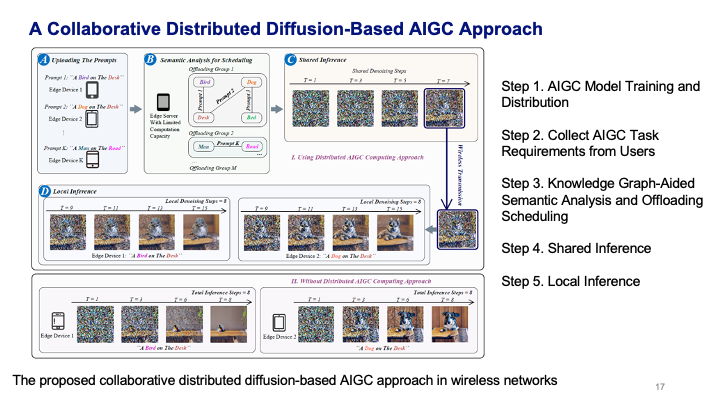 A Collaborative Distributed Diffusion-Based AIGC Approach
A Uploading The Prompts
Prompt 1: "A Bird on The Desk"
Edge Device 1
Prompt 2: "A Dog on The Desk"
Edge Device 2
Prompt K: "A Man on The Road"
Edge Device K
B Semantic Analysis for Scheduling
Offloading Group 1
Edge Server
With Limited
Computation
Capacity
Bird
Dog
Prompt 1
Prompt 2
Prompt 3
Desk
Bed
Offloading Group 2
Man
Prompt K
Road
...
Offloading Group M
C Shared Inference
Shared Denoising Steps
T = 1
T = 3
T = 5
T = 7
I. Using Distributed AIGC Computing Approach
Wireless Transmission
D Local Inference
Local Denoising Steps = 8
T = 9
T = 11
T = 13
T = 15
Edge Device 1: "A Bird on The Desk"
Local Denoising Steps = 8
T = 9
T = 11
T = 13
T = 15
Edge Device 2: "A Dog on The Desk"
II. Without Distributed AIGC Computing Approach
Total Inference Steps = 8
T = 1
T = 3
T = 6
T = 8
Edge Device 1
"A Bird on The Desk"
Total Inference Steps = 8
T = 1
T = 3
T = 6
T = 8
Edge Device 2
"A Dog on The Desk"
Step 1. AIGC Model Training and
Distribution
Step 2. Collect AIGC Task
Requirements from Users
Step 3. Knowledge Graph-Aided
Semantic Analysis and Offloading
Scheduling
Step 4. Shared Inference
Step 5. Local Inference
The proposed collaborative distributed diffusion-based AIGC approach in wireless networks
17